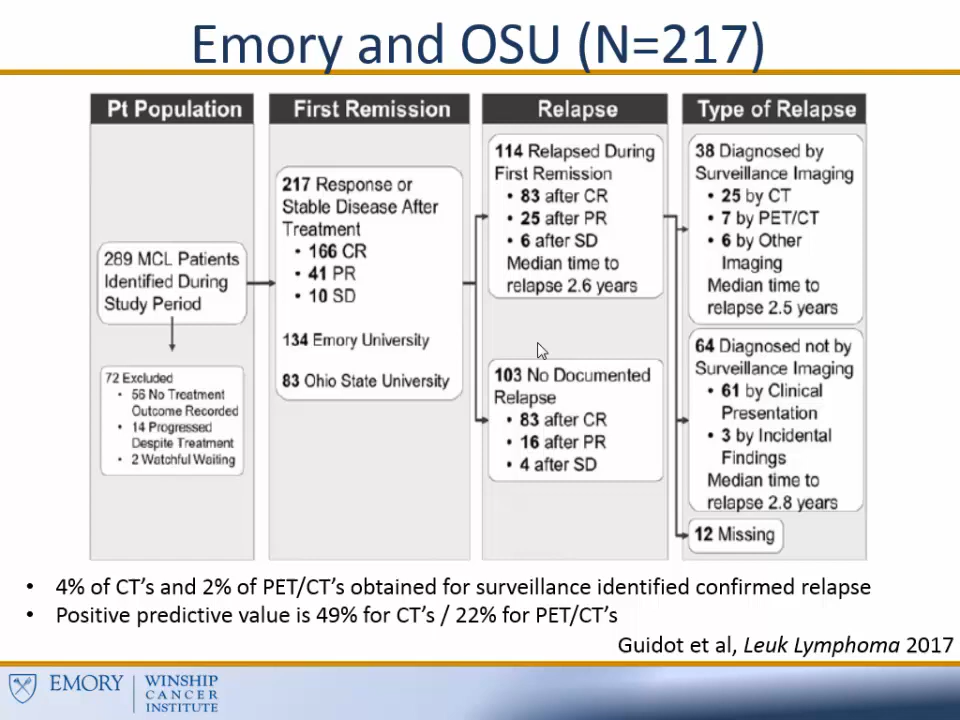 Emory and OSU (N=217)
Pt Population
289 MCL Patients
Identified During
Study Period
72 Excluded
• 56 No Treatment
Outcome Recorded
• 14 Progressed
Despite Treatment
• 2 Watchful Waiting
First Remission
217 Response or
Stable Disease After
Treatment
• 166 CR
• 41 PR
• 10 SD
134 Emory University
83 Ohio State University
Relapse
114 Relapsed During
First Remission
• 83 after CR
• 25 after PR
• 6 after SD
Median time to
relapse 2.6 years
103 No Documented
Relapse
• 83 after CR
• 16 after PR
• 4 after SD
Type of Relapse
38 Diagnosed by
Surveillance Imaging
• 25 by CT
• 7 by PET/CT
• 6 by Other
Imaging
Median time to
relapse 2.5 years
64 Diagnosed not by
Surveillance Imaging
• 61 by Clinical
Presentation
• 3 by Incidental
Findings
Median time to
relapse 2.8 years
12 Missing
• 4% of CT’s and 2% of PET/CT’s obtained for surveillance identified confirmed relapse
• Positive predictive value is 49% for CT’s / 22% for PET/CT’s
Guidot et al, Leuk Lymphoma 2017
EMORY
WINSHIP
CANCER
INSTITUTE